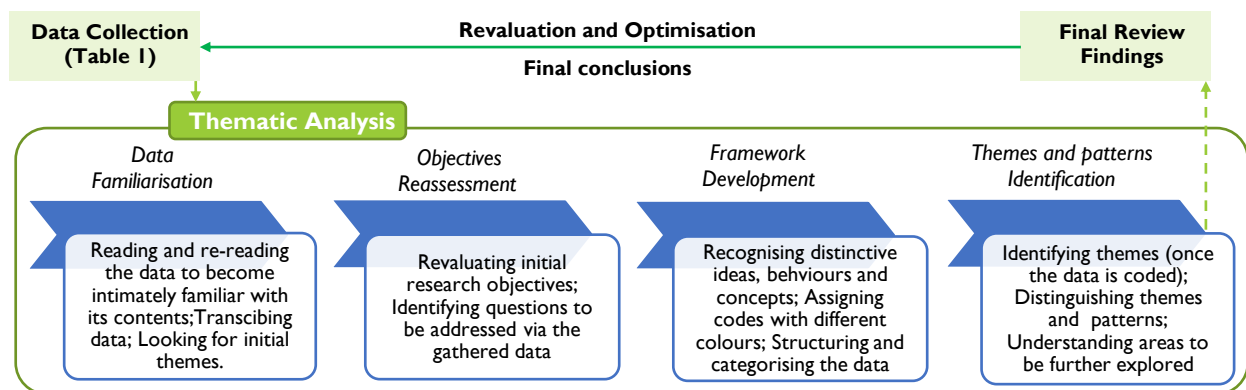 Data Collection
(Table 1)
Revaluation and Optimisation
Final conclusions
Final Review
Findings
Thematic Analysis
Data
Familiarisation
Reading and re-reading
the data to become
intimately familiar with
its contents;Transcibing
data; Looking for initial
themes.
Objectives
Reassessment
Revaluating initial
research objectives;
Identifying questions to
be addressed via the
gathered data
Framework
Development
Recognising distinctive
ideas, behviours and
concepts; Assigning
codes with different
colours; Structuring and
categorising the data
Themes and patterns
Identification
Identifying themes (once
the data is coded);
Distinguishing themes
and patterns;
Understanding areas to
be further explored